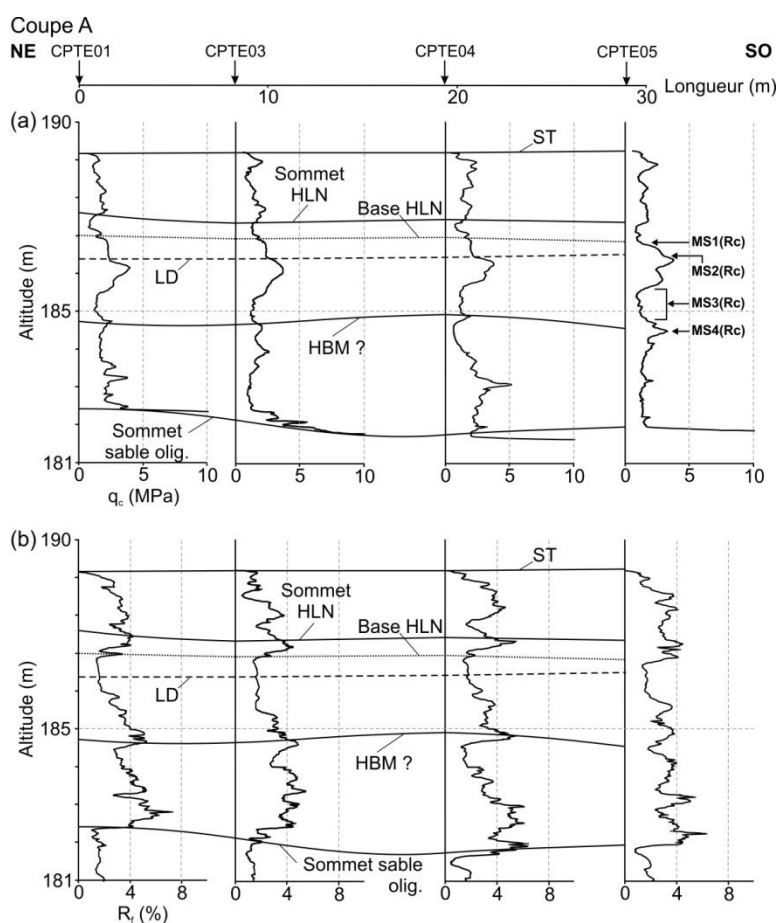 Coupe A
NE CPTE01 CPTE03 CPTE04 CPTE05 SO
0 10 20 30 Longueur (m)
(a)
190
ST
Sommet
HLN
Base HLN
MS1(Rc)
LD
MS2(Rc)
Altitude (m)
185
MS3(Rc)
HBM ?
MS4(Rc)
Sommet
sable olig.
181
0 5 10 0 5 10 0 5 10 0 5 10
qc (MPa)
(b)
190
ST
Sommet
HLN
Base HLN
LD
Altitude (m)
185
HBM ?
Sommet sable
olig.
181
0 4 8 0 4 8 0 4 8 0 4 8
Rf (%)